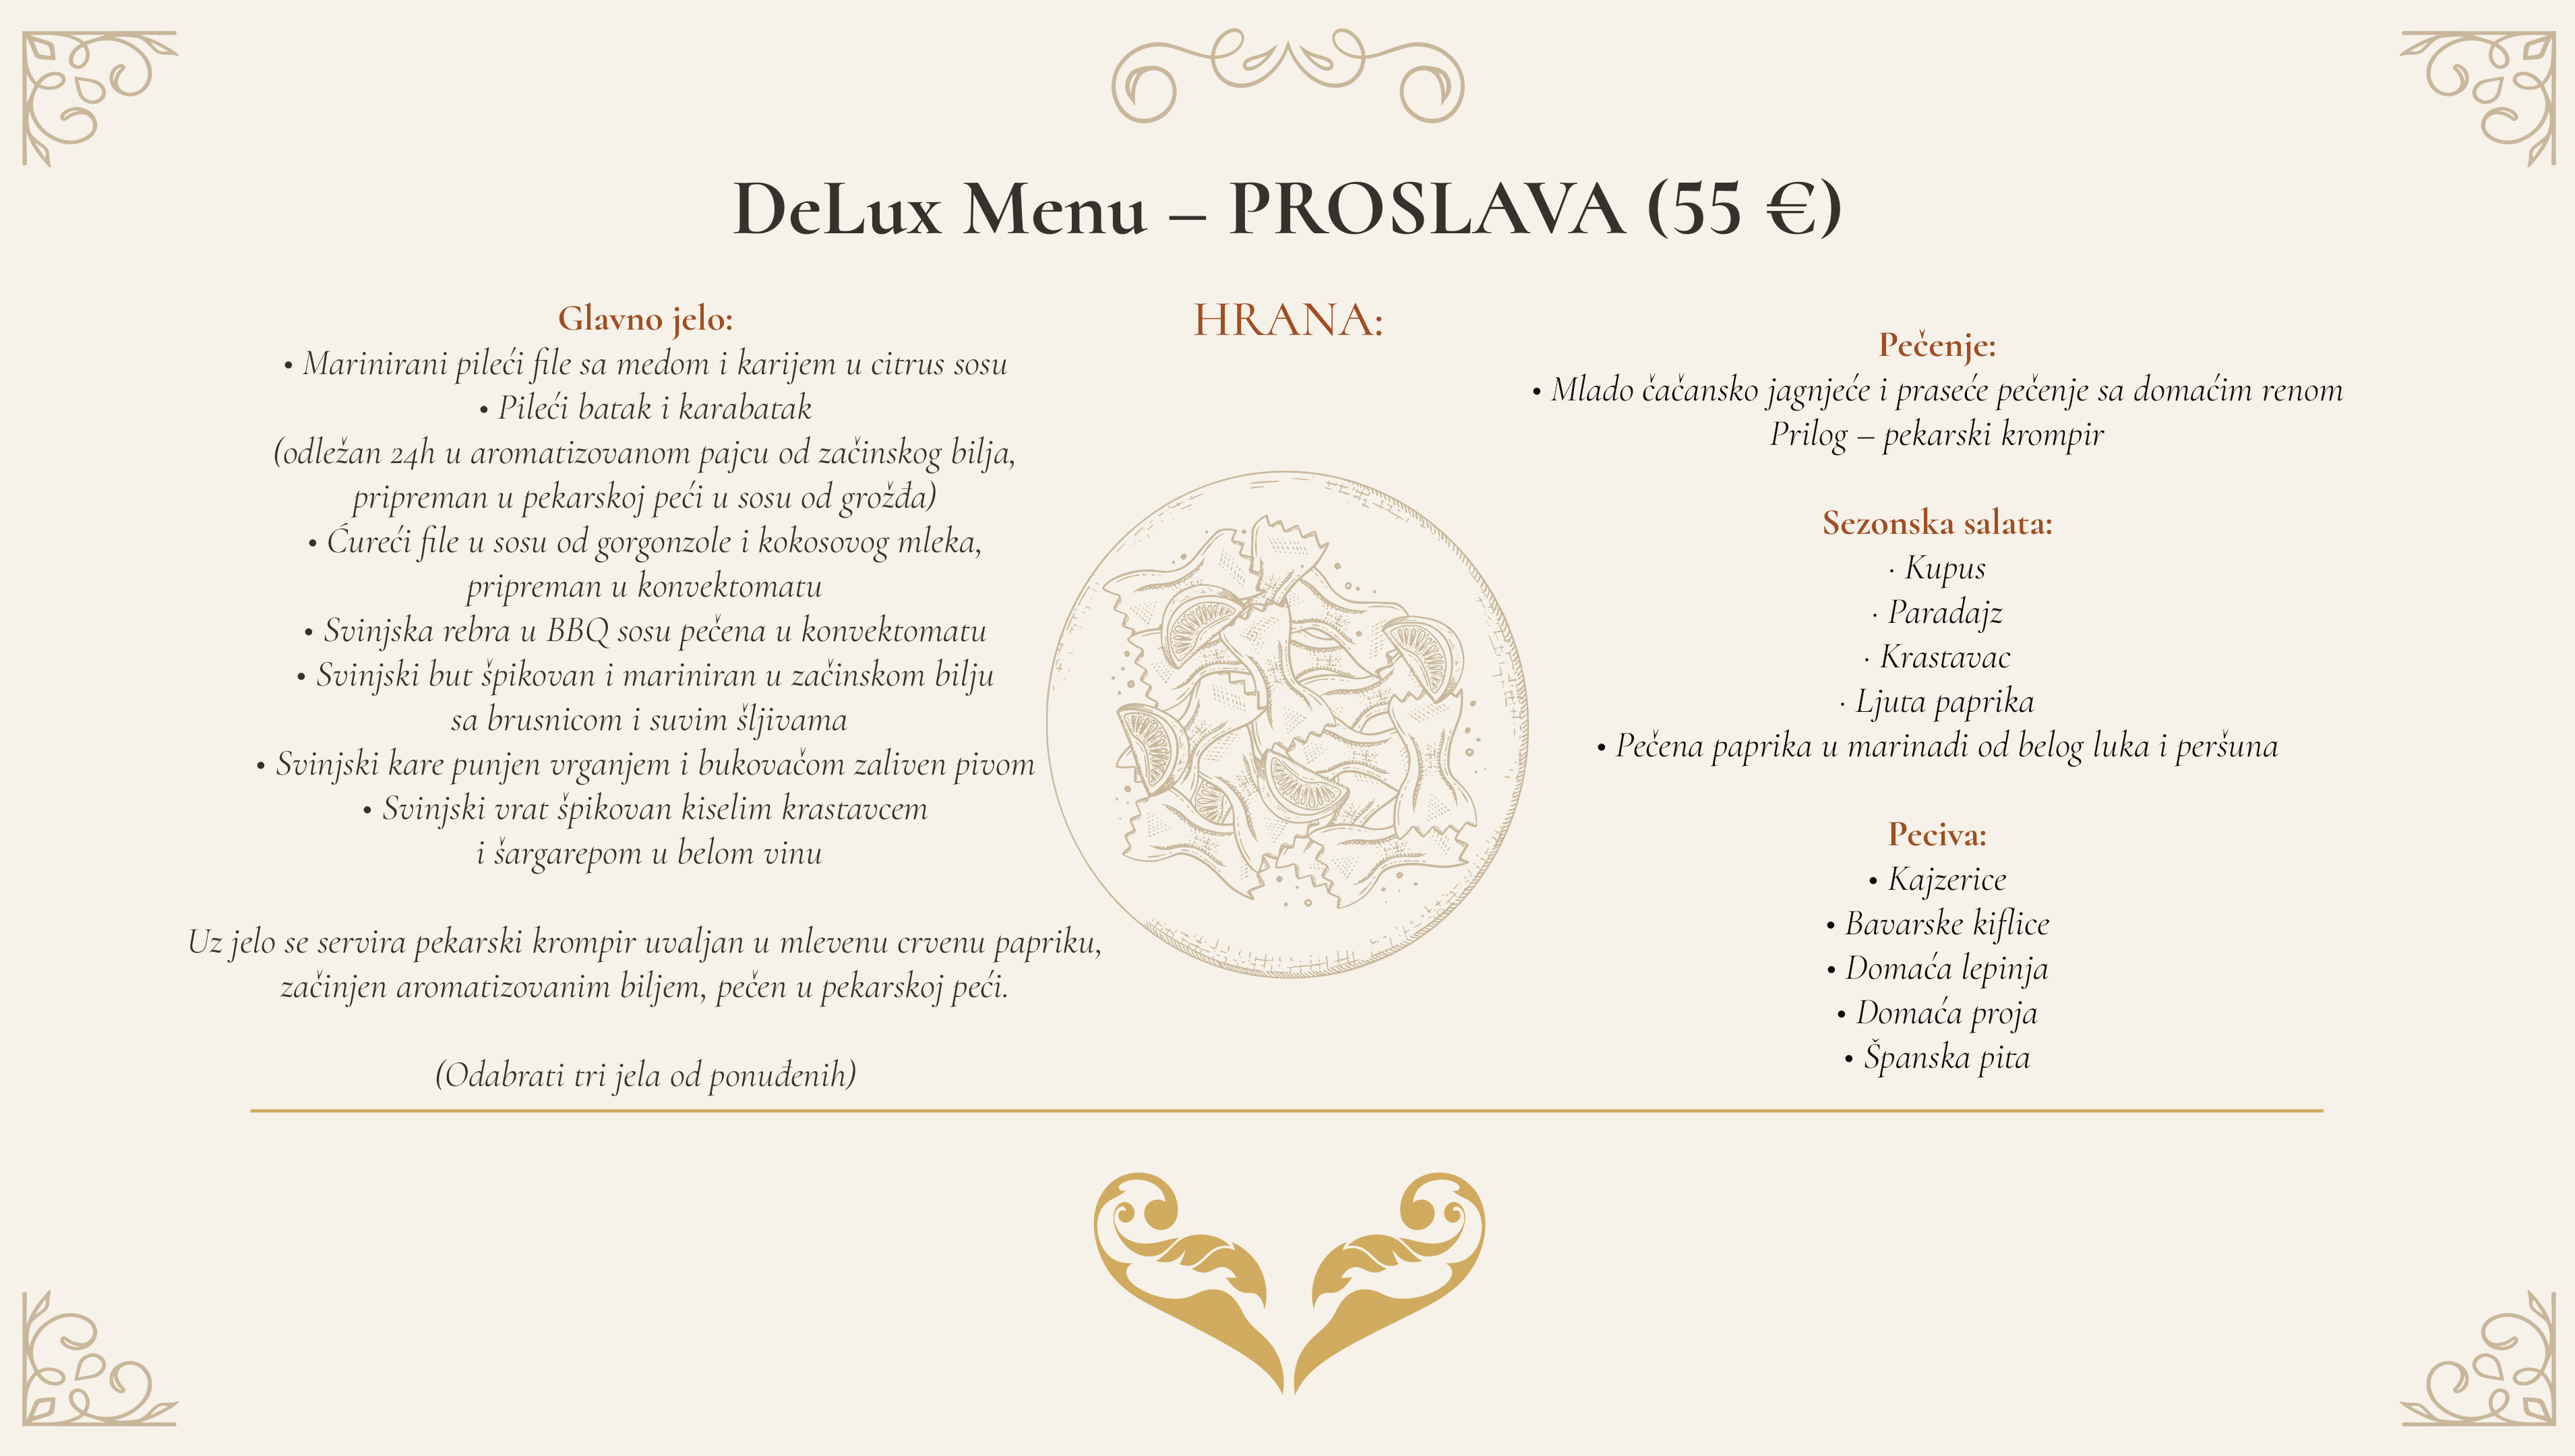 DeLux Menu – PROSLAVA (55 €)
HRANA:
Glavno jelo:
• Marinirani pileći file sa medom i karijem u citrus sosu
• Pileći batak i karabatak
(odležan 24h u aromatizovanom pajcu od začinskog bilja,
pripreman u pekarskoj peći u sosu od grožđa)
• Ćureći file u sosu od gorgonzole i kokosovog mleka,
pripreman u konvektomatu
• Svinjska rebra u BBQ sosu pečena u konvektomatu
• Svinjski but špikovan i mariniran u začinskom bilju
sa brusnicom i suvim šljivama
• Svinjski kare punjen vrganjem i bukovačom zaliven pivom
• Svinjski vrat špikovan kiselim krastavcem
i šargarepom u belom vinu
Uz jelo se servira pekarski krompir uvaljan u mlevenu crvenu papriku,
začinjen aromatizovanim biljem, pečen u pekarskoj peći.
(Odabrati tri jela od ponuđenih)
Pečenje:
• Mlado čačansko jagnjeće i praseće pečenje sa domaćim renom
Prilog – pekarski krompir
Sezonska salata:
· Kupus
· Paradajz
· Krastavac
· Ljuta paprika
• Pečena paprika u marinadi od belog luka i peršuna
Peciva:
• Kajzerice
• Bavarske kiflice
• Domaća lepinja
• Domaća proja
• Španska pita